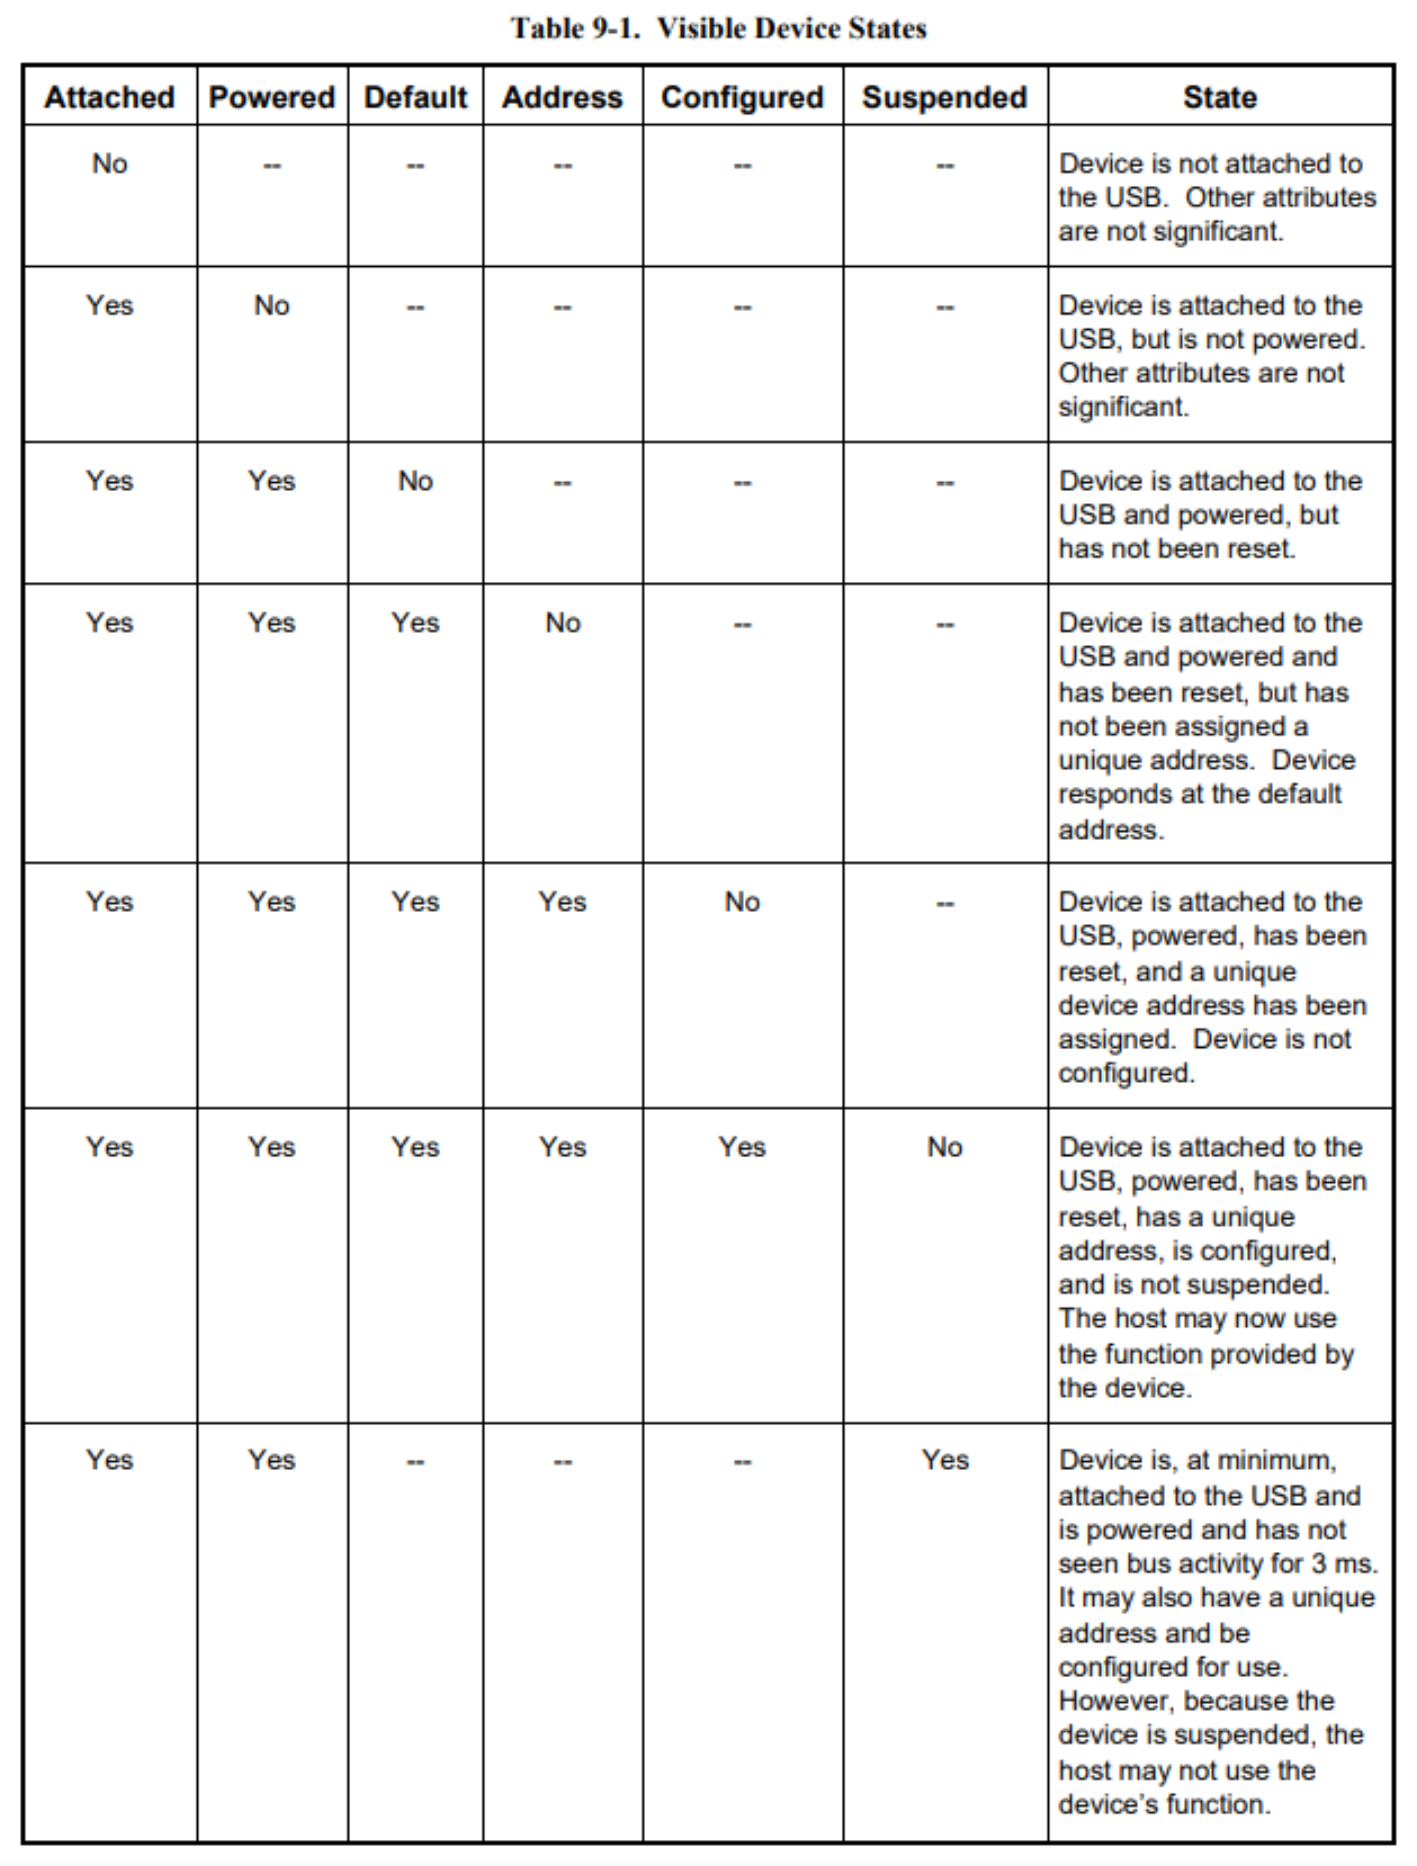 Table 9-1. Visible Device States
Attached Powered Default Address Configured Suspended State
No -- -- -- -- -- Device is not attached to
the USB. Other attributes
are not significant.
Yes No -- -- -- -- Device is attached to the
USB, but is not powered.
Other attributes are not
significant.
Yes Yes No -- -- -- Device is attached to the
USB and powered, but
has not been reset.
Yes Yes Yes No -- -- Device is attached to the
USB and powered and
has been reset, but has
not been assigned a
unique address. Device
responds at the default
address.
Yes Yes Yes Yes No -- Device is attached to the
USB, powered, has been
reset, and a unique
device address has been
assigned. Device is not
configured.
Yes Yes Yes Yes Yes No Device is attached to the
USB, powered, has been
reset, has a unique
address, is configured,
and is not suspended.
The host may now use
the function provided by
the device.
Yes Yes -- -- -- Yes Device is, at minimum,
attached to the USB and
is powered and has not
seen bus activity for 3 ms.
It may also have a unique
address and be
configured for use.
However, because the
device is suspended, the
host may not use the
device's function.